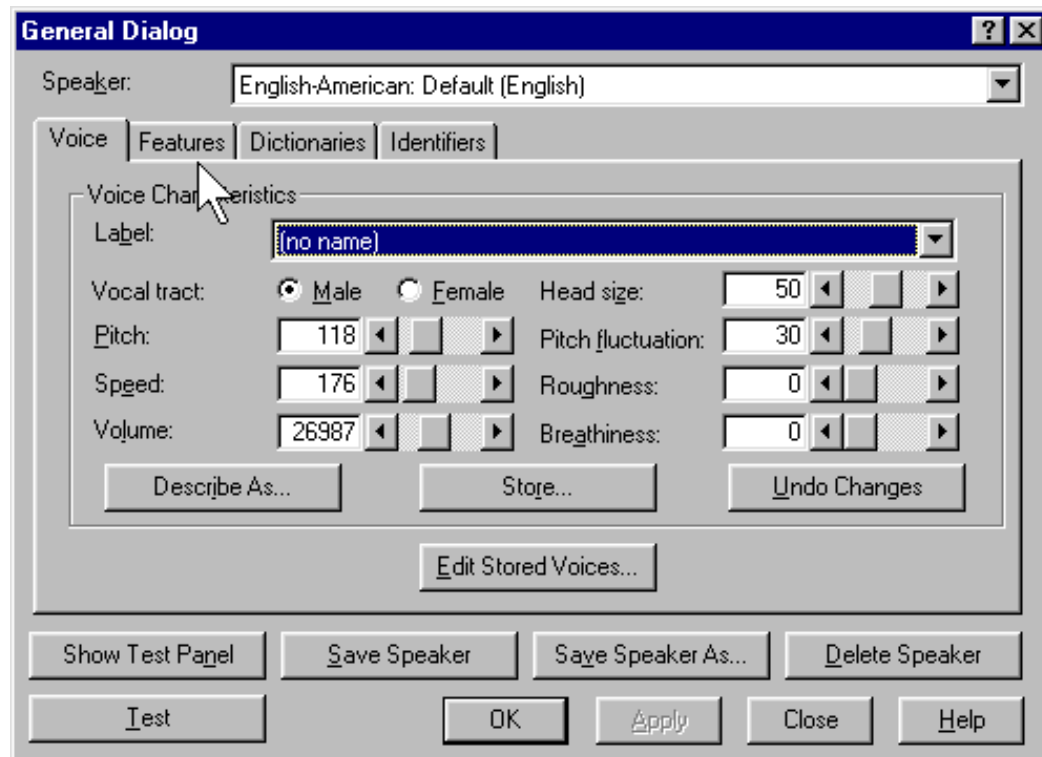 General Dialog
Speaker: English-American: Default (English)
Voice Features Dictionaries Identifiers
Voice Characteristics
Label: (no name)
Vocal tract: Male Female Head size: 50
Pitch: 118 Pitch fluctuation: 30
Speed: 176 Roughness: 0
Volume: 26987 Breathiness: 0
Describe As... Store... Undo Changes
Edit Stored Voices...
Show Test Panel Save Speaker Save Speaker As... Delete Speaker
Test OK Apply Close Help